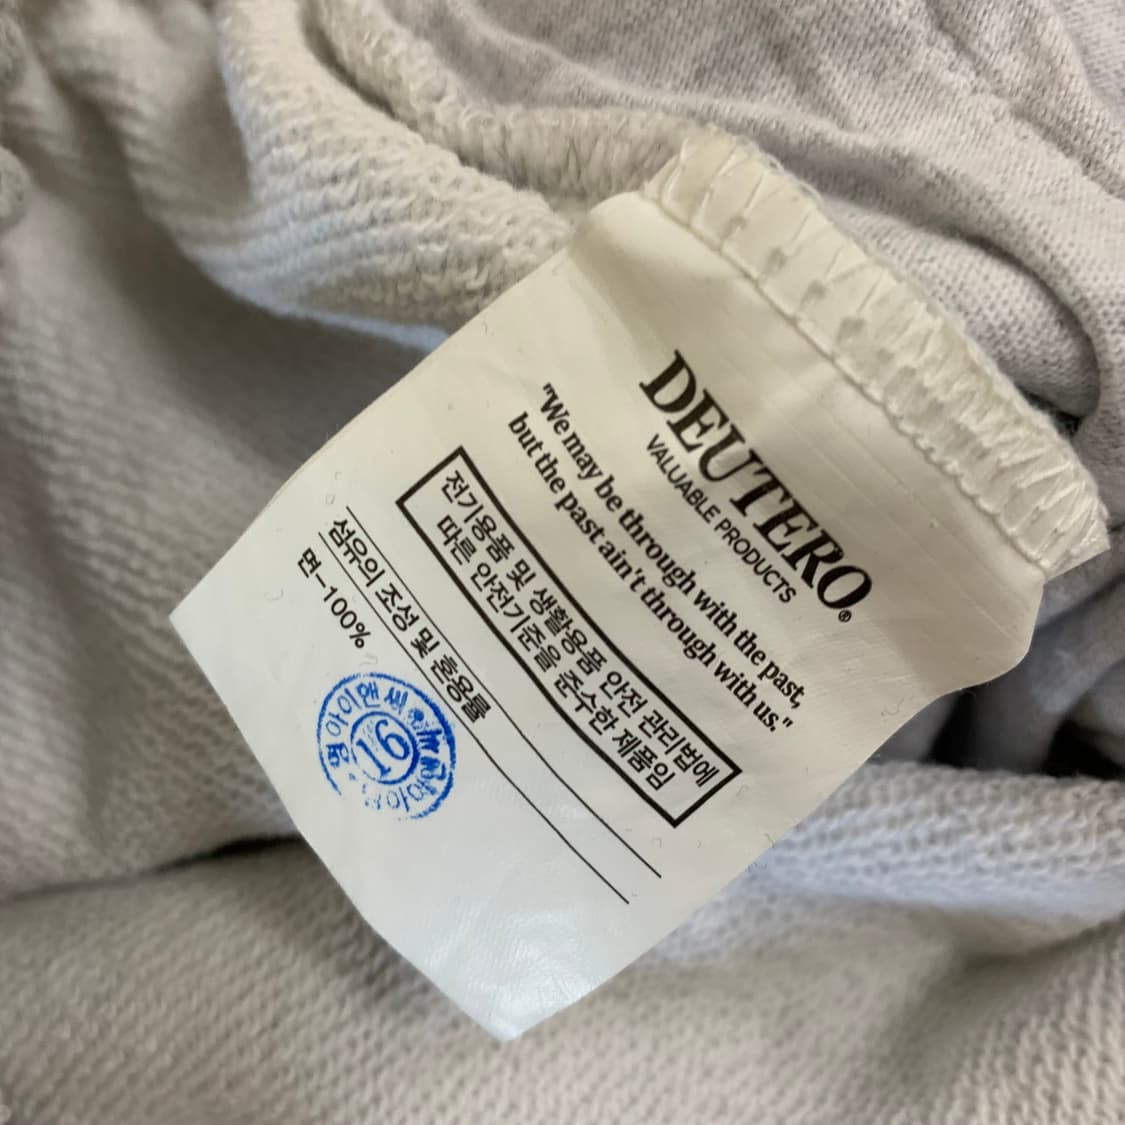 DEUTERO®
VALUABLE PRODUCTS
"We may be through with the past,
but the past ain't through with us."
전기용품 및 생활용품 안전 관리법에
따른 안전기준을 준수한 제품임
섬유의 조성 및 혼용률
면-100%
16